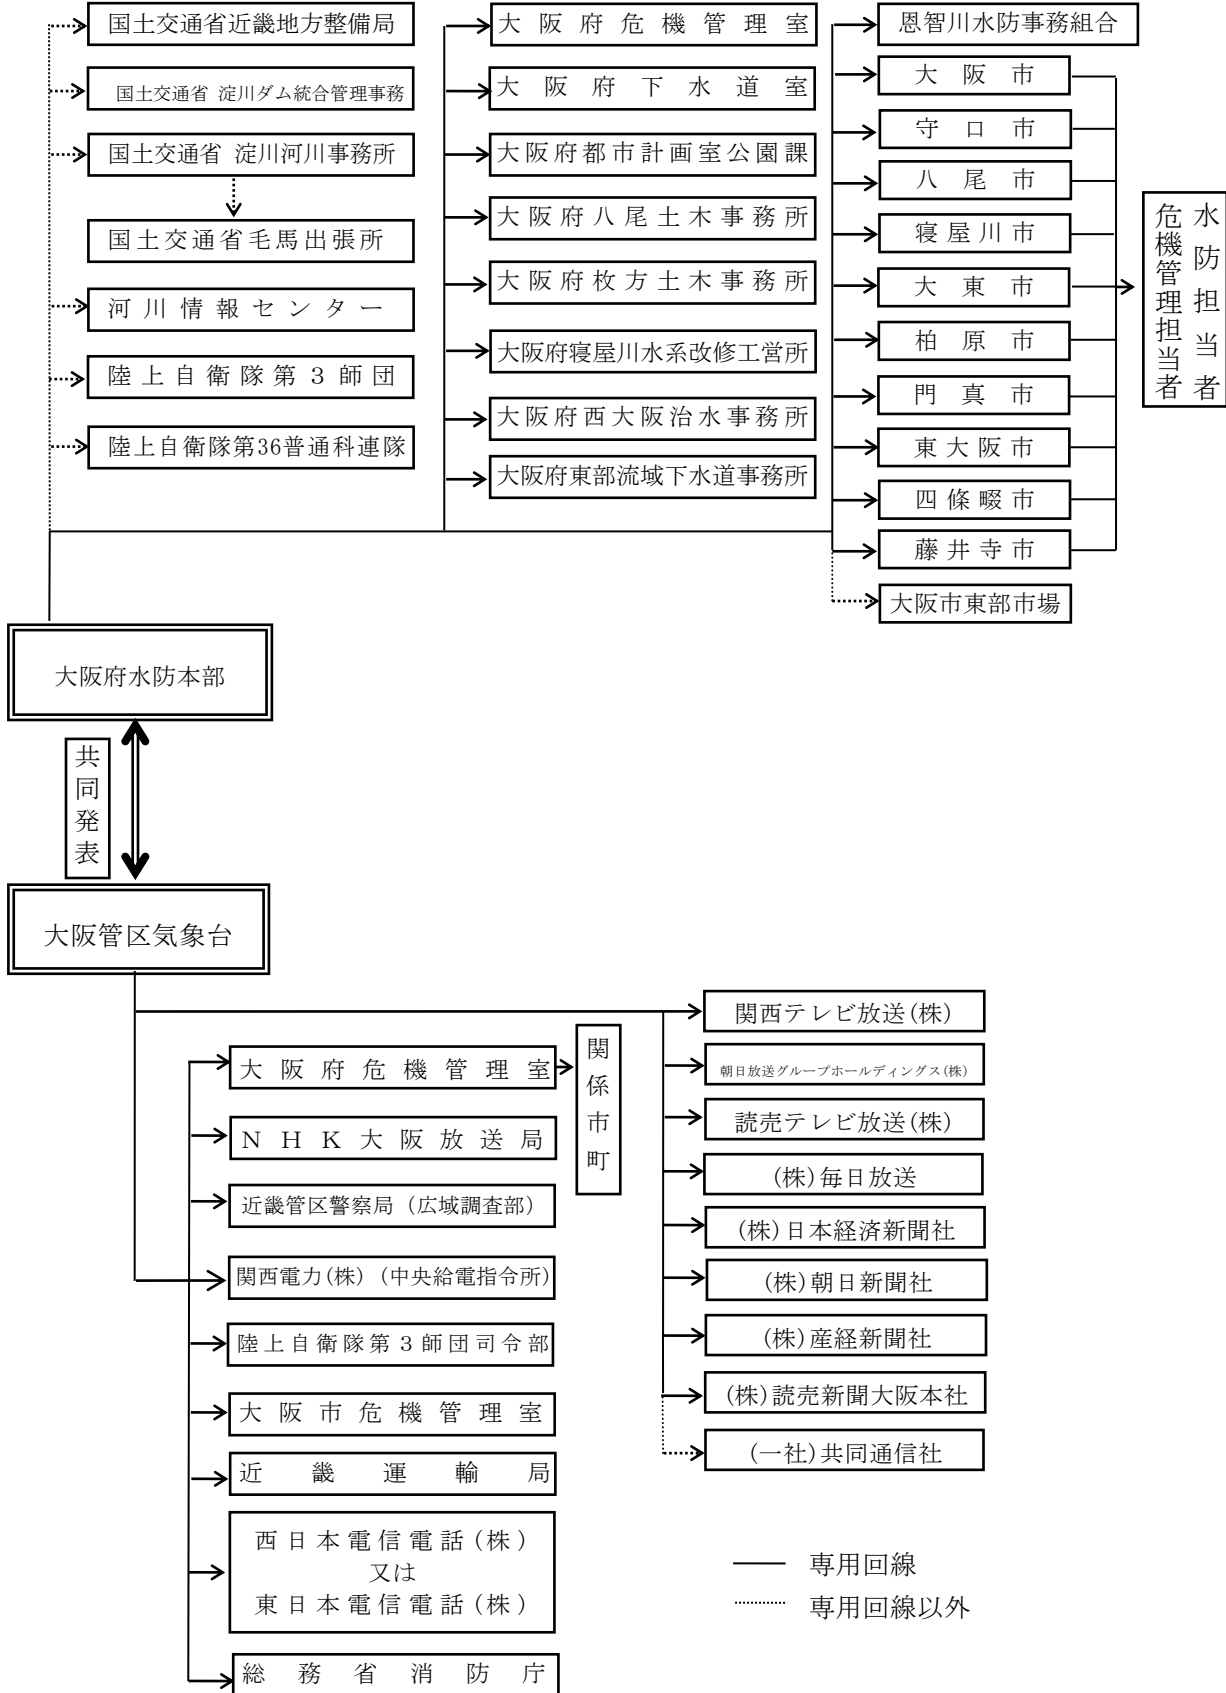 国土交通省近畿地方整備局
国土交通省 淀川ダム統合管理事務
国土交通省 淀川河川事務所
国土交通省毛馬出張所
河川情報センター
陸上自衛隊第３師団
陸上自衛隊第36普通科連隊
大阪府危機管理室
大阪府下水道室
大阪府都市計画室公園課
大阪府八尾土木事務所
大阪府枚方土木事務所
大阪府寝屋川水系改修工営所
大阪府西大阪治水事務所
大阪府東部流域下水道事務所
恩智川水防事務組合
大阪市
守口市
八尾市
寝屋川市
大東市
柏原市
門真市
東大阪市
四條畷市
藤井寺市
大阪市東部市場
水防担当者
危機管理担当者
大阪府水防本部
共同発表
大阪管区気象台
大阪府危機管理室
ＮＨＫ大阪放送局
近畿管区警察局（広域調査部）
関西電力(株)（中央給電指令所)
陸上自衛隊第３師団司令部
大阪市危機管理室
近畿運輸局
西日本電信電話(株)
又は
東日本電信電話(株)
総務省消防庁
関係市町
関西テレビ放送(株)
朝日放送グループホールディングス(株)
読売テレビ放送(株)
(株)毎日放送
(株)日本経済新聞社
(株)朝日新聞社
(株)産経新聞社
(株)読売新聞大阪本社
(一社)共同通信社
専用回線
専用回線以外